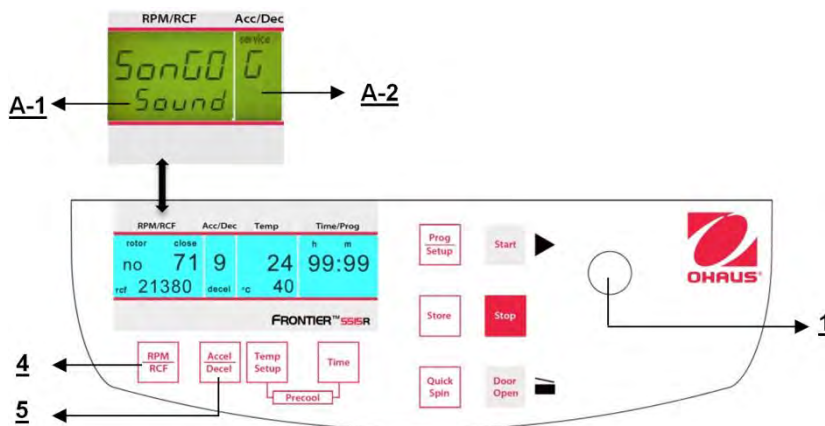 RPM/RCF Acc/Dec
service
SonGO G
Sound
A-1
A-2
RPM/RCF Acc/Dec Temp Time/Prog
rotor close h m
no 71 9 24 99:99
rcf 21380 decel °C 40
FRONTIER™ 5515R
RPM
RCF
Accel
Decel
Temp
Setup
Time
Precool
Prog
Setup
Start
Store
Stop
Quick
Spin
Door
Open
OHAUS®
1
4
5